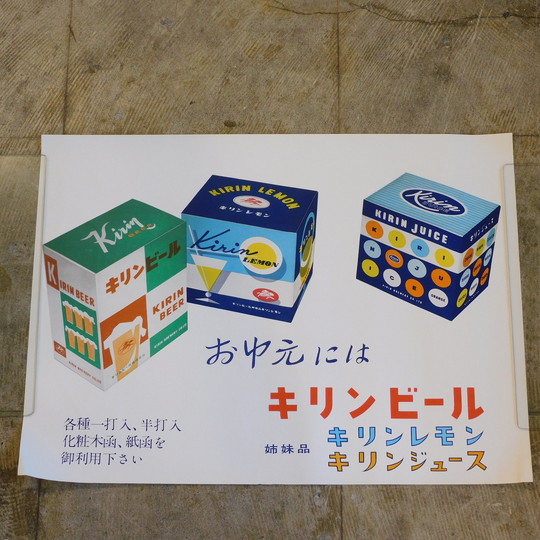 Kirin
キリンビール
KIRIN BEER
KIRIN
BEER
KIRIN LEMON
キリンレモン
Kirin
LEMON
Kirin
KIRIN JUICE
キリンジュース
KIRIN
JU
ICE
ORANGE
お中元には
キリンビール
各種一打入、半打入
化粧木函、紙函を
御利用下さい
姉妹品
キリンレモン
キリンジュース